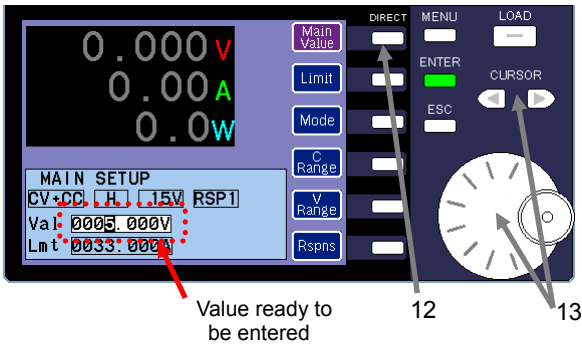 DIRECT MENU LOAD
0.000V
Main Value
ENTER
0.00A
Limit
CURSOR
0.0W
Mode
ESC
C Range
MAIN SETUP
CV+CC H 15V RSP1
V Range
Val 0005.000V
Lmt 0033.000A
Rspns
Value ready to be entered
12
13